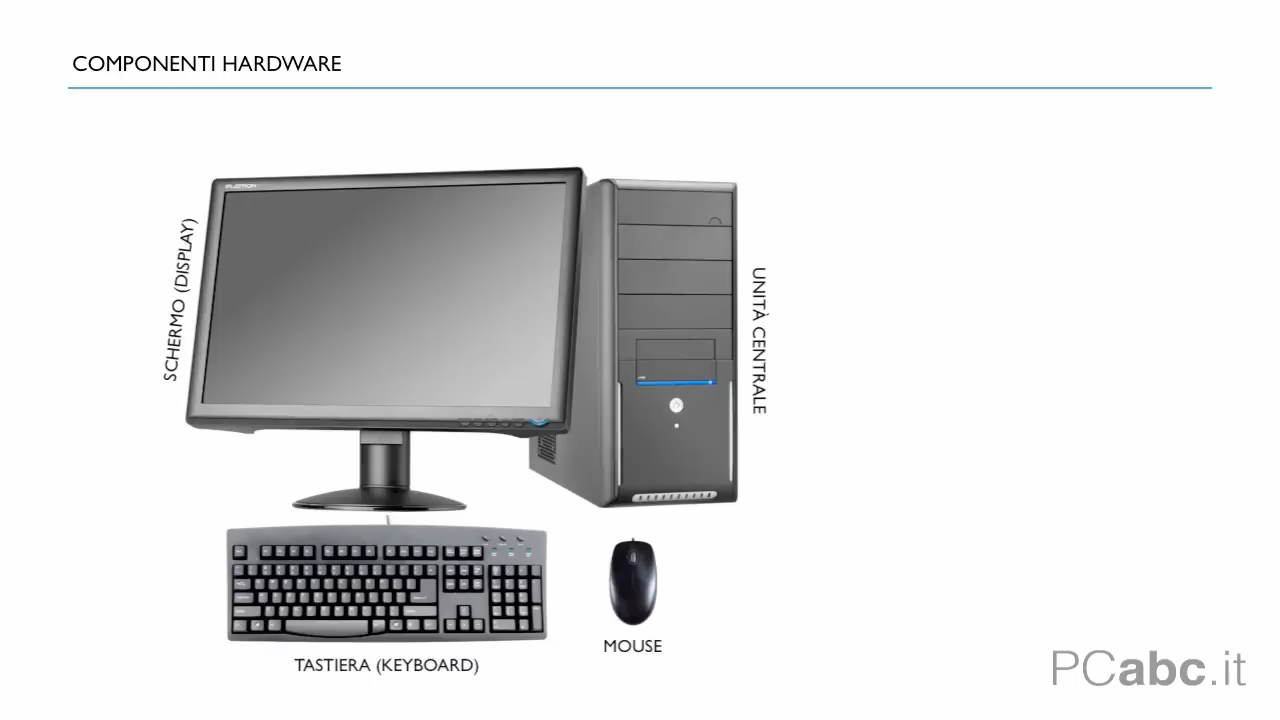 COMPONENTI HARDWARE
SCHERMO (DISPLAY)
UNITÀ CENTRALE
TASTIERA (KEYBOARD)
MOUSE
PCabc.it